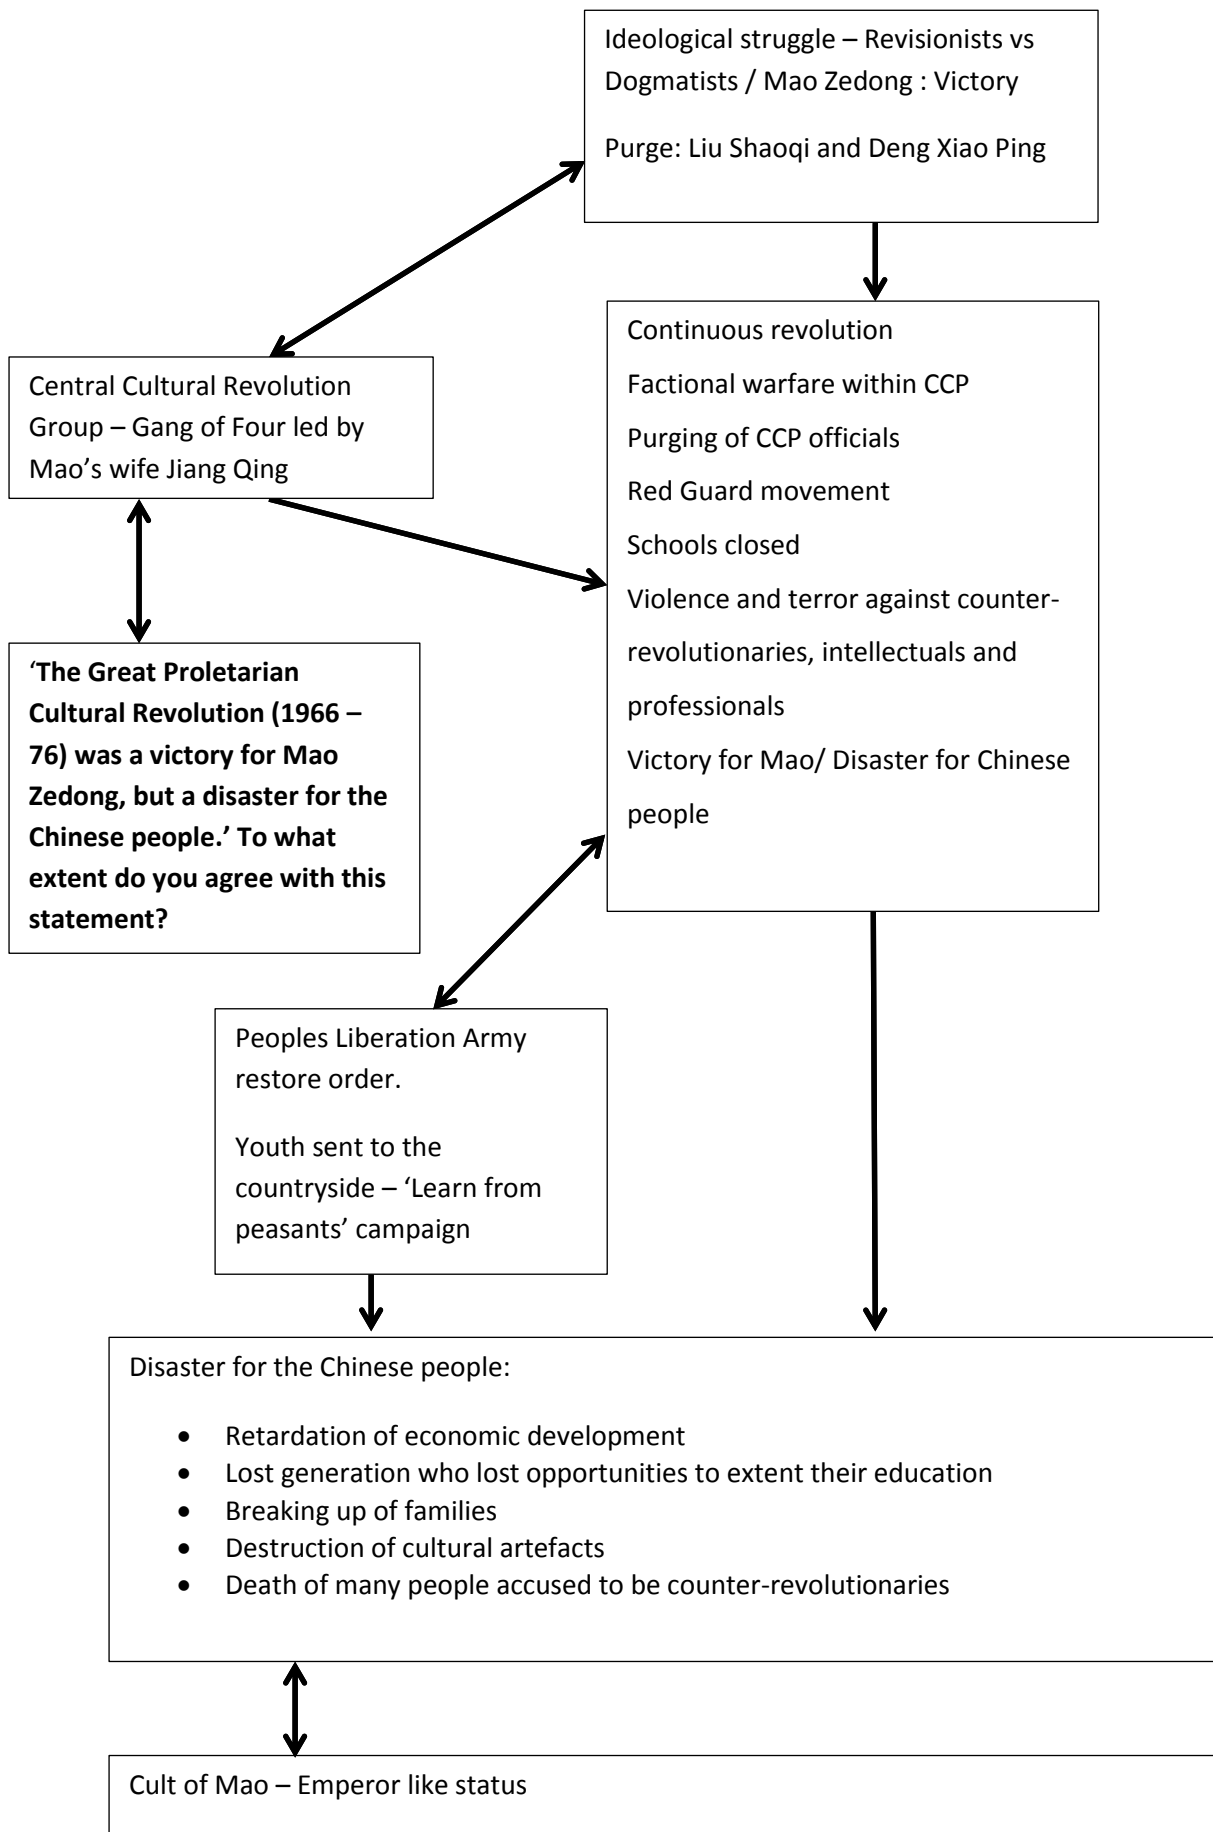 Ideological struggle – Revisionists vs
Dogmatists / Mao Zedong : Victory
Purge: Liu Shaoqi and Deng Xiao Ping
Central Cultural Revolution
Group – Gang of Four led by
Mao’s wife Jiang Qing
Continuous revolution
Factional warfare within CCP
Purging of CCP officials
Red Guard movement
Schools closed
Violence and terror against counter-
revolutionaries, intellectuals and
professionals
Victory for Mao/ Disaster for Chinese
people
‘The Great Proletarian
Cultural Revolution (1966 –
76) was a victory for Mao
Zedong, but a disaster for the
Chinese people.’ To what
extent do you agree with this
statement?
Peoples Liberation Army
restore order.
Youth sent to the
countryside – ‘Learn from
peasants’ campaign
Disaster for the Chinese people:
• Retardation of economic development
• Lost generation who lost opportunities to extent their education
• Breaking up of families
• Destruction of cultural artefacts
• Death of many people accused to be counter-revolutionaries
Cult of Mao – Emperor like status